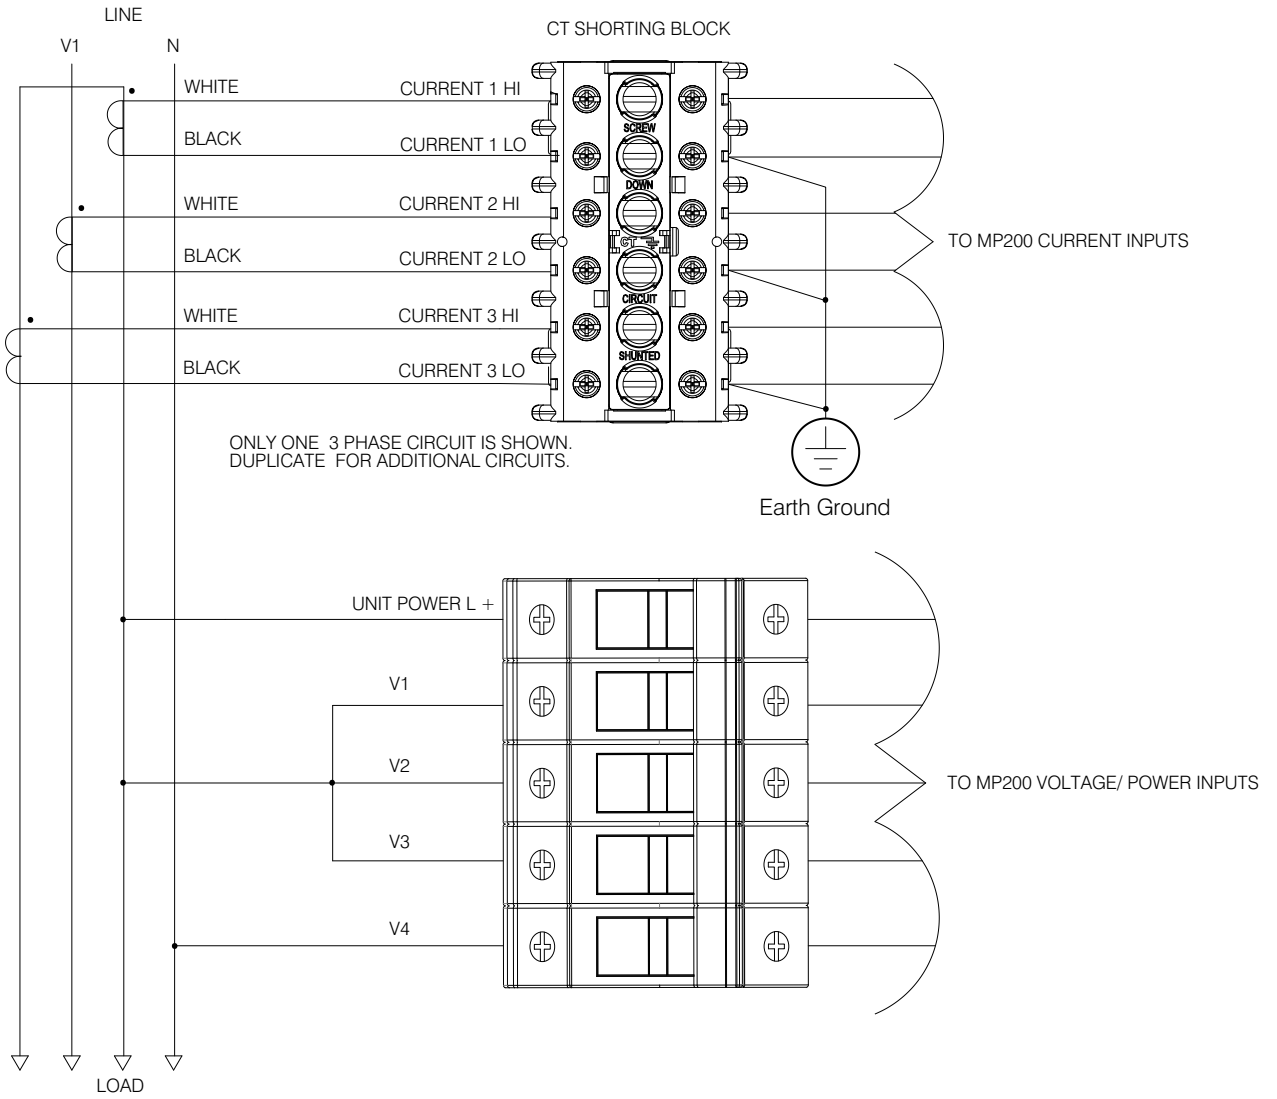 LINE
V1
N
CT SHORTING BLOCK
WHITE
CURRENT 1 HI
SCREW
BLACK
CURRENT 1 LO
DOWN
WHITE
CURRENT 2 HI
CT
TO MP200 CURRENT INPUTS
BLACK
CURRENT 2 LO
CIRCUIT
WHITE
CURRENT 3 HI
SHUNTED
BLACK
CURRENT 3 LO
ONLY ONE 3 PHASE CIRCUIT IS SHOWN.
DUPLICATE FOR ADDITIONAL CIRCUITS.
Earth Ground
UNIT POWER L +
V1
V2
TO MP200 VOLTAGE/ POWER INPUTS
V3
V4
LOAD